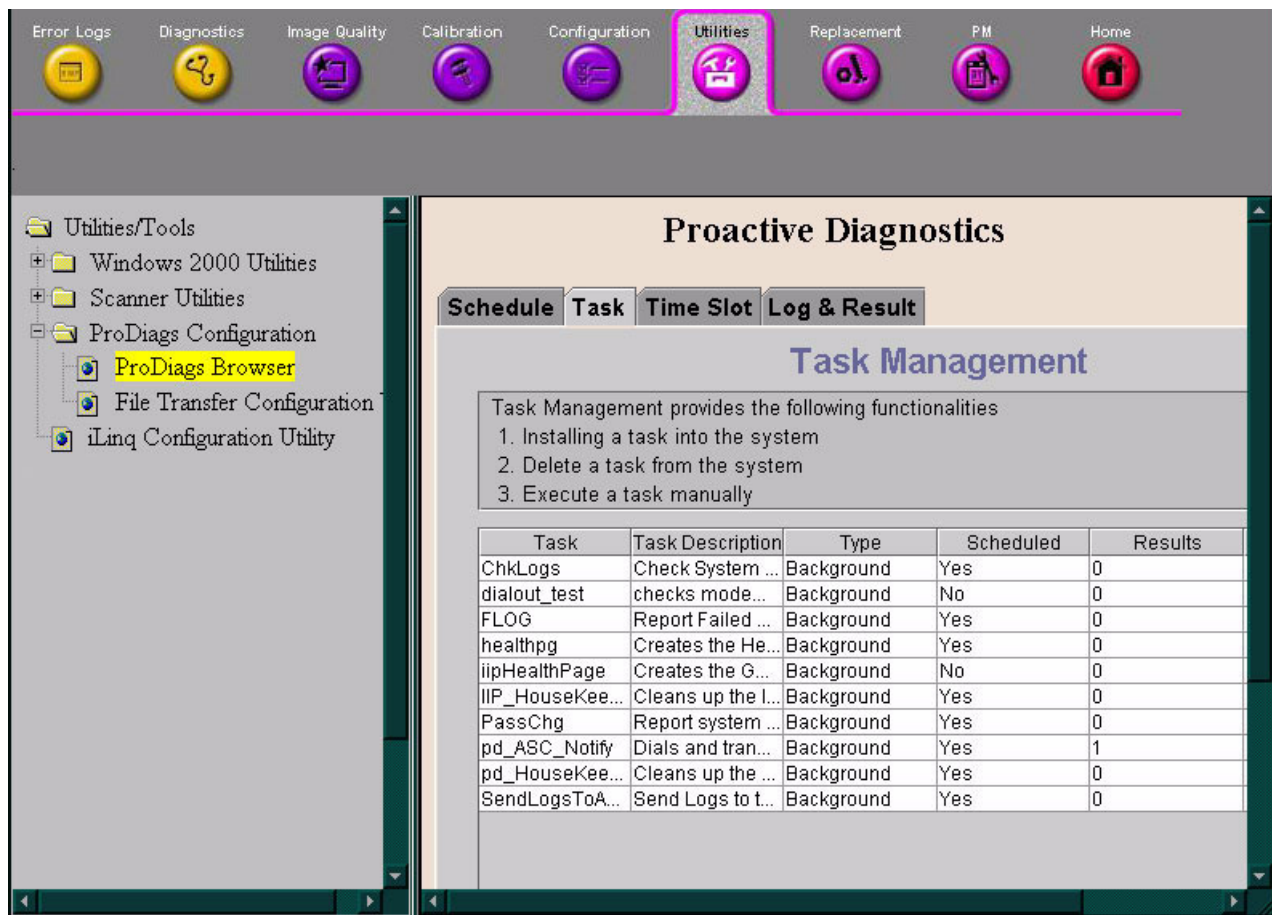 Error Logs Diagnostics Image Quality Calibration Configuration Utilities Replacement PM Home
Utilities/Tools
Windows 2000 Utilities
Scanner Utilities
ProDiags Configuration
ProDiags Browser
File Transfer Configuration
iLinq Configuration Utility
Proactive Diagnostics
Schedule Task Time Slot Log & Result
Task Management
Task Management provides the following functionalities
1. Installing a task into the system
2. Delete a task from the system
3. Execute a task manually
Task Task Description Type Scheduled Results
ChkLogs Check System ... Background Yes 0
dialout_test checks mode... Background No 0
FLOG Report Failed ... Background Yes 0
healthpg Creates the He... Background Yes 0
iipHealthPage Creates the G... Background No 0
IIP_HouseKee... Cleans up the I... Background Yes 0
PassChg Report system ... Background Yes 0
pd_ASC_Notify Dials and tran... Background Yes 1
pd_HouseKee... Cleans up the ... Background Yes 0
SendLogsToA... Send Logs to t... Background Yes 0